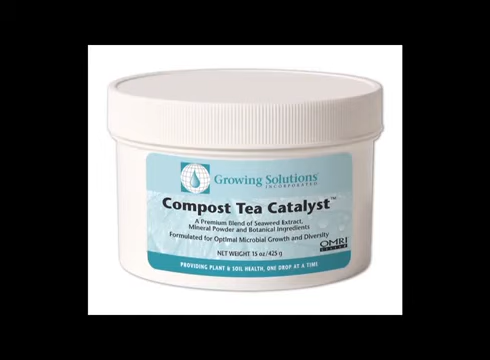 Growing Solutions
INCORPORATED
Compost Tea Catalyst™
A Premium Blend of Seaweed Extract,
Mineral Powder and Botanical Ingredients
Formulated for Optimal Microbial Growth and Diversity
OMRI
LISTED
NET WEIGHT 15 oz/425 g
PROVIDING PLANT & SOIL HEALTH, ONE DROP AT A TIME